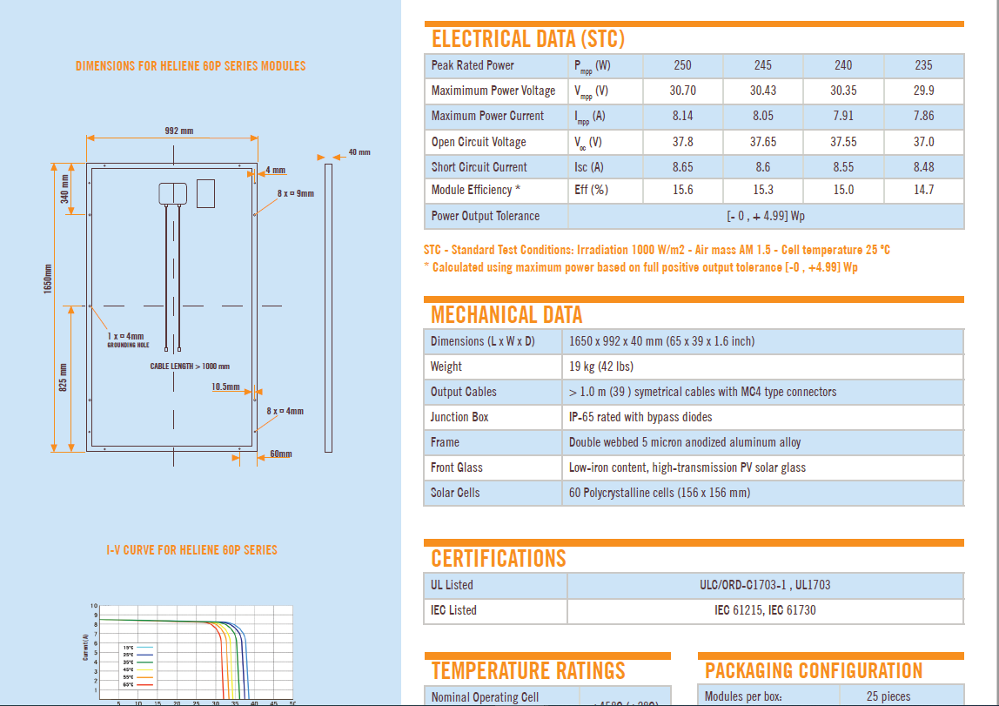 DIMENSIONS FOR HELIENE 60P SERIES MODULES
992 mm
40 mm
4 mm
340 mm
8 x ¤ 9mm
1650mm
1 x ¤ 4mm
GROUNDING HOLE
CABLE LENGTH > 1000 mm
825 mm
10.5mm
8 x ¤ 4mm
60mm
I-V CURVE FOR HELIENE 60P SERIES
Current(A)
10
9
8
7
6
5
4
3
2
1
15°C
25°C
35°C
45°C
55°C
65°C
5 10 15 20 25 30 35 40 45 50
ELECTRICAL DATA (STC)
Peak Rated Power Pmpp (W) 250 245 240 235
Maximimum Power Voltage Vmpp (V) 30.70 30.43 30.35 29.9
Maximum Power Current Impp (A) 8.14 8.05 7.91 7.86
Open Circuit Voltage Voc (V) 37.8 37.65 37.55 37.0
Short Circuit Current Isc (A) 8.65 8.6 8.55 8.48
Module Efficiency * Eff (%) 15.6 15.3 15.0 14.7
Power Output Tolerance [- 0 , + 4.99] Wp
STC - Standard Test Conditions: Irradiation 1000 W/m2 - Air mass AM 1.5 - Cell temperature 25 ºC
* Calculated using maximum power based on full positive output tolerance [-0 , +4.99] Wp
MECHANICAL DATA
Dimensions (L x W x D) 1650 x 992 x 40 mm (65 x 39 x 1.6 inch)
Weight 19 kg (42 lbs)
Output Cables > 1.0 m (39 ) symetrical cables with MC4 type connectors
Junction Box IP-65 rated with bypass diodes
Frame Double webbed 5 micron anodized aluminum alloy
Front Glass Low-iron content, high-transmission PV solar glass
Solar Cells 60 Polycrystalline cells (156 x 156 mm)
CERTIFICATIONS
UL Listed ULC/ORD-C1703-1 , UL1703
IEC Listed IEC 61215, IEC 61730
TEMPERATURE RATINGS
Nominal Operating Cell
PACKAGING CONFIGURATION
Modules per box: 25 pieces